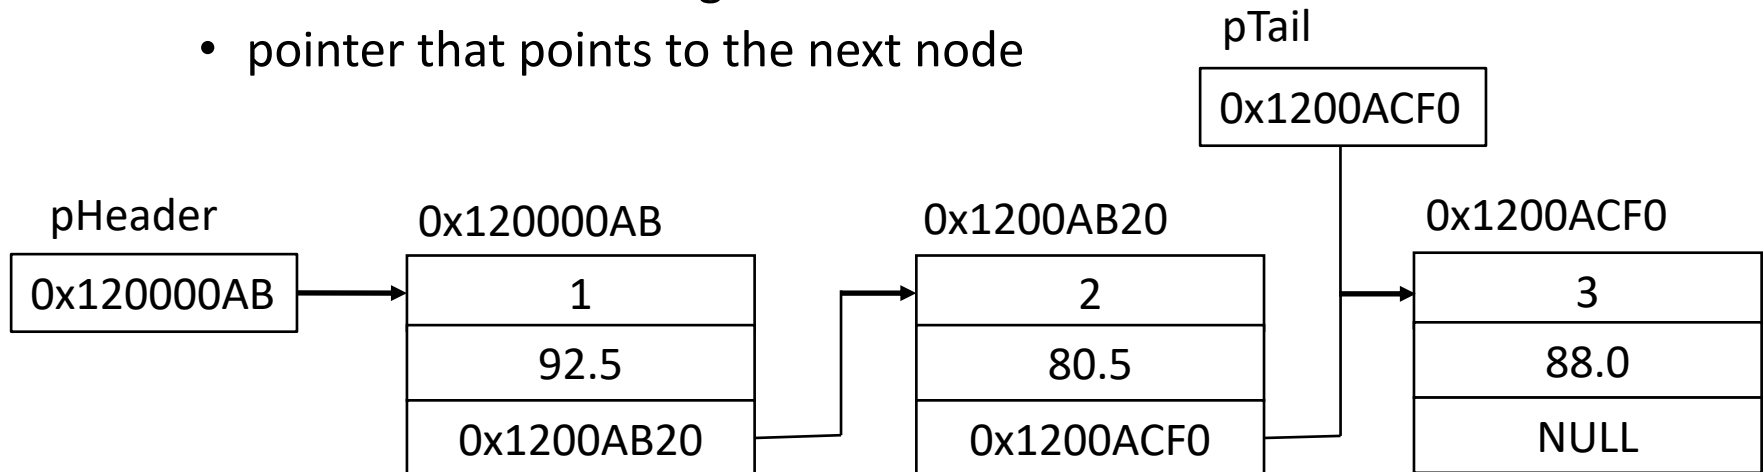 • pointer that points to the next node
pTail
0x1200ACF0
pHeader
0x120000AB
0x120000AB
1
92.5
0x1200AB20
0x1200AB20
2
80.5
0x1200ACF0
0x1200ACF0
3
88.0
NULL